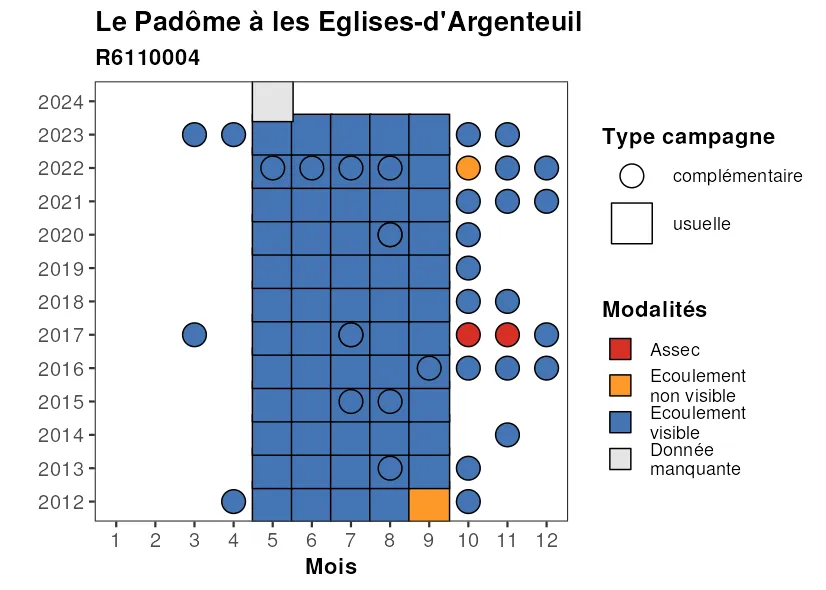 Le Padôme à les Eglises-d'Argenteuil
R6110004
2024
2023
2022
2021
2020
2019
2018
2017
2016
2015
2014
2013
2012
1 2 3 4 5 6 7 8 9 10 11 12
Mois
Type campagne
complémentaire
usuelle
Modalités
Assec
Ecoulement
non visible
Ecoulement
visible
Donnée
manquante